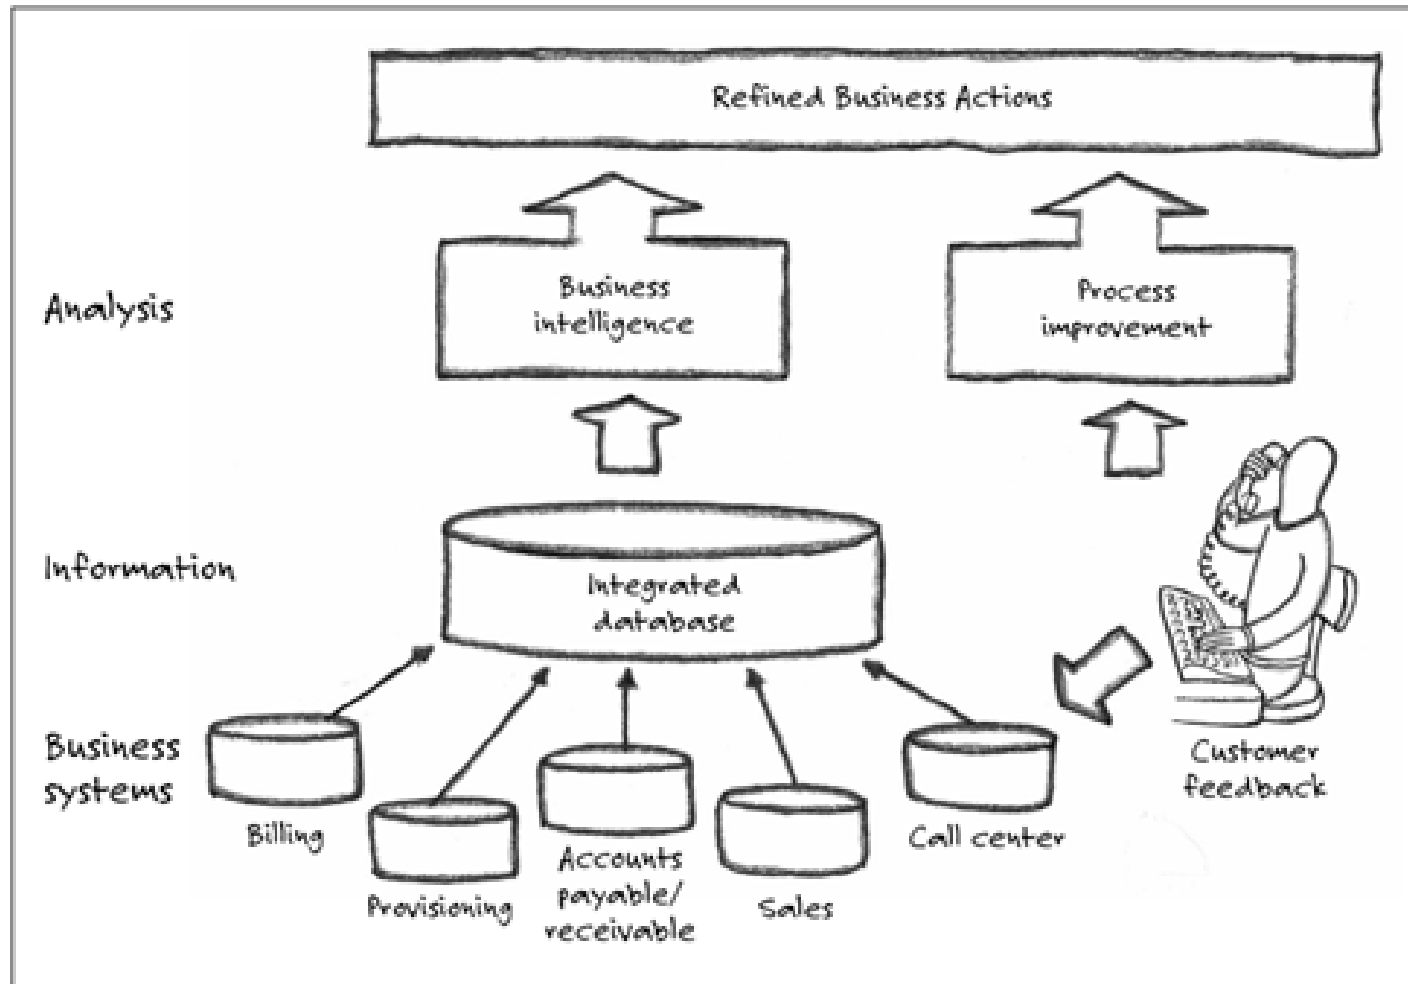 Refined Business Actions
Analysis
Business
intelligence
Process
improvement
Information
Integrated
database
Business
systems
Billing
Provisioning
Accounts
payable/
receivable
Sales
Call center
Customer
feedback